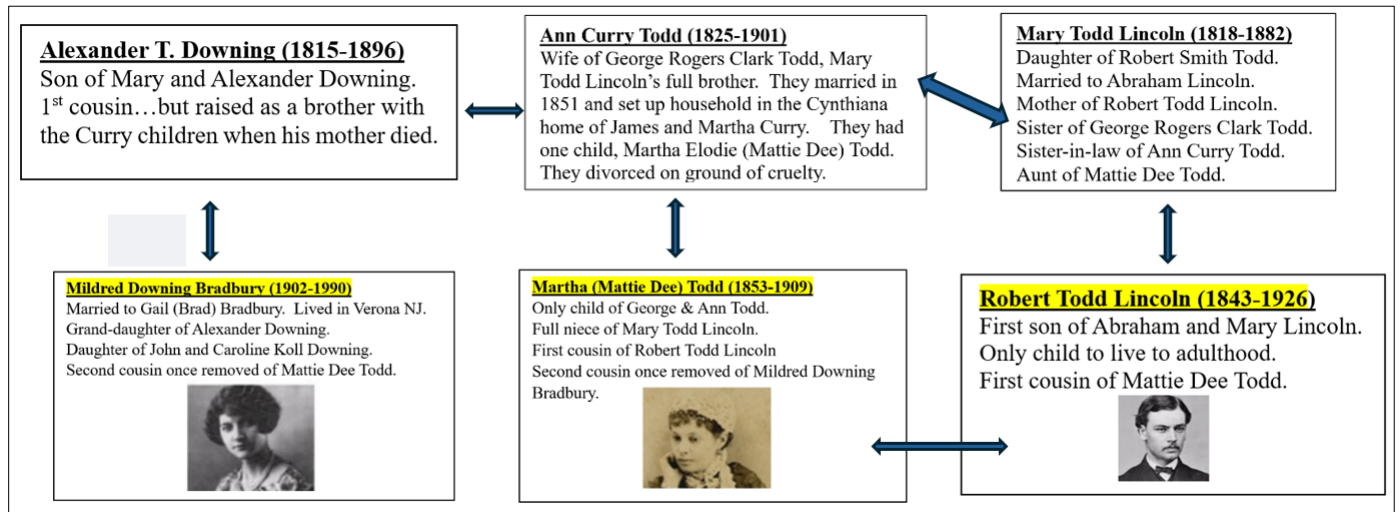 Alexander T. Downing (1815-1896)
Son of Mary and Alexander Downing.
1st cousin…but raised as a brother with
the Curry children when his mother died.
Ann Curry Todd (1825-1901)
Wife of George Rogers Clark Todd, Mary
Todd Lincoln’s full brother. They married in
1851 and set up household in the Cynthiana
home of James and Martha Curry. They had
one child, Martha Elodie (Mattie Dee) Todd.
They divorced on ground of cruelty.
Mary Todd Lincoln (1818-1882)
Daughter of Robert Smith Todd.
Married to Abraham Lincoln.
Mother of Robert Todd Lincoln.
Sister of George Rogers Clark Todd.
Sister-in-law of Ann Curry Todd.
Aunt of Mattie Dee Todd.
Mildred Downing Bradbury (1902-1990)
Married to Gail (Brad) Bradbury. Lived in Verona NJ.
Grand-daughter of Alexander Downing.
Daughter of John and Caroline Koll Downing.
Second cousin once removed of Mattie Dee Todd.
Martha (Mattie Dee) Todd (1853-1909)
Only child of George & Ann Todd.
Full niece of Mary Todd Lincoln.
First cousin of Robert Todd Lincoln
Second cousin once removed of Mildred Downing
Bradbury.
Robert Todd Lincoln (1843-1926)
First son of Abraham and Mary Lincoln.
Only child to live to adulthood.
First cousin of Mattie Dee Todd.